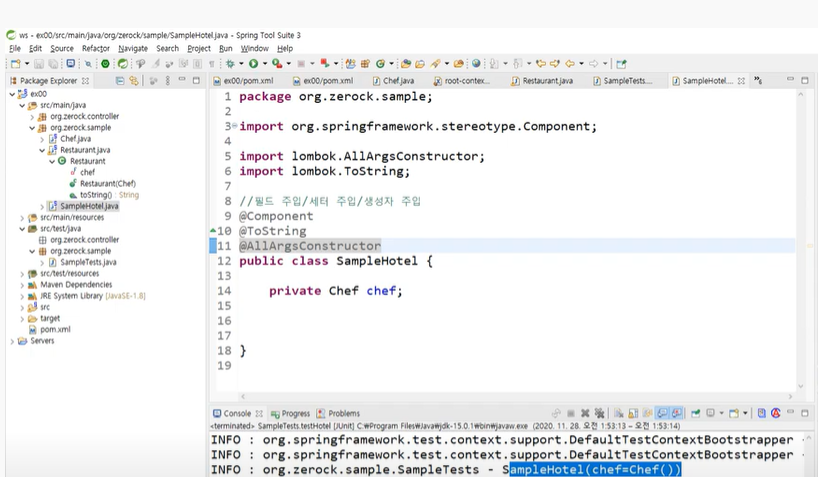 ws - ex00/src/main/java/org/zerock/sample/SampleHotel.java - Spring Tool Suite 3
File Edit Source Refactor Navigate Search Project Run Window Help
Package Explorer
ex00
src/main/java
org.zerock.controller
org.zerock.sample
Chef.java
Restaurant.java
Restaurant
chef
Restaurant(Chef)
toString() : String
SampleHotel.java
src/main/resources
src/test/java
org.zerock.controller
org.zerock.sample
SampleTests.java
src/test/resources
Maven Dependencies
JRE System Library [JavaSE-1.8]
src
target
pom.xml
Servers
ex00/pom.xml ex00/pom.xml Chef.java root-contex... Restaurant.java SampleTests.... SampleHotel....
1 package org.zerock.sample;
2
3 import org.springframework.stereotype.Component;
4
5 import lombok.AllArgsConstructor;
6 import lombok.ToString;
7
8 //필드 주입/세터 주입/생성자 주입
9 @Component
10 @ToString
11 @AllArgsConstructor
12 public class SampleHotel {
13
14 private Chef chef;
15
16
17
18 }
19
Console Progress Problems
<terminated> SampleTests.testHotel [JUnit] C:₩Program Files₩Java₩jdk-15.0.1₩bin₩javaw.exe (2020. 11. 28. 오전 1:53:13 – 오전 1:53:14)
INFO : org.springframework.test.context.support.DefaultTestContextBootstrapper
INFO : org.springframework.test.context.support.DefaultTestContextBootstrapper
INFO : org.zerock.sample.SampleTests - SampleHotel(chef=Chef())